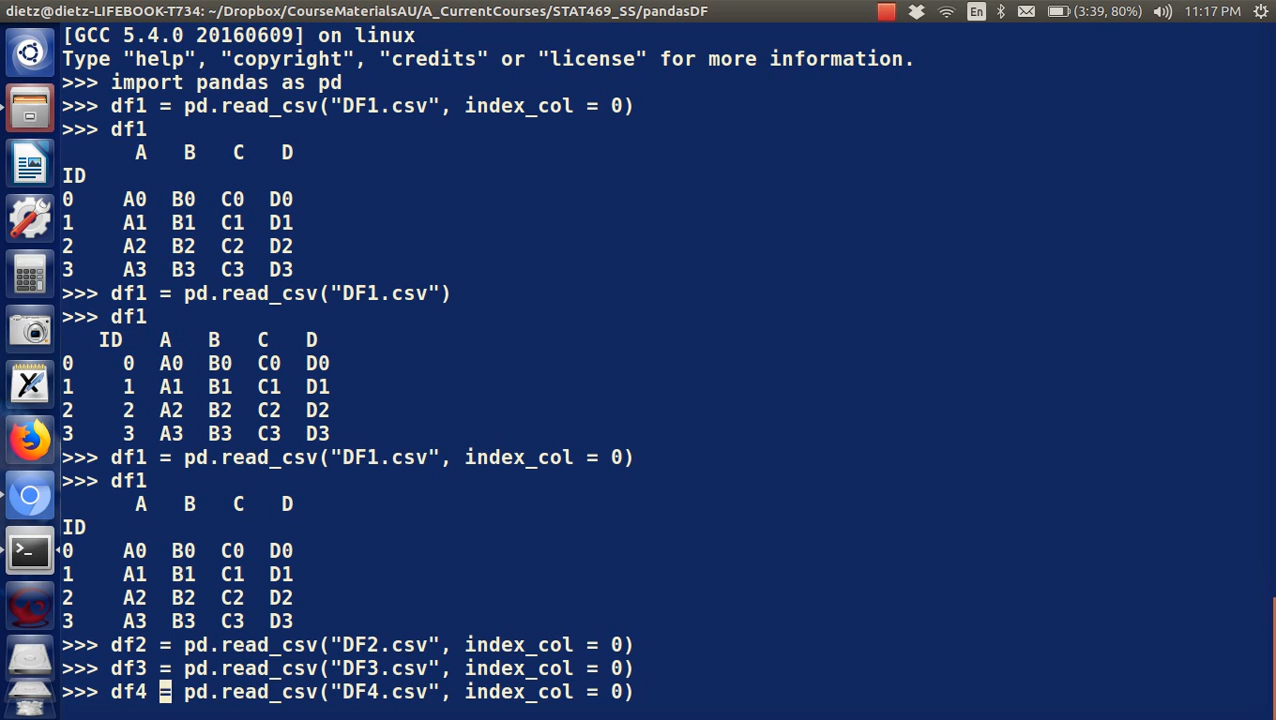 dietz@dietz-LIFEBOOK-T734: ~/Dropbox/CourseMaterialsAU/A_CurrentCourses/STAT469_SS/pandasDF En (3:39, 80%) 11:17 PM
[GCC 5.4.0 20160609] on linux
Type "help", "copyright", "credits" or "license" for more information.
>>> import pandas as pd
>>> df1 = pd.read_csv("DF1.csv", index_col = 0)
>>> df1
A B C D
ID
0 A0 B0 C0 D0
1 A1 B1 C1 D1
2 A2 B2 C2 D2
3 A3 B3 C3 D3
>>> df1 = pd.read_csv("DF1.csv")
>>> df1
ID A B C D
0 0 A0 B0 C0 D0
1 1 A1 B1 C1 D1
2 2 A2 B2 C2 D2
3 3 A3 B3 C3 D3
>>> df1 = pd.read_csv("DF1.csv", index_col = 0)
>>> df1
A B C D
ID
0 A0 B0 C0 D0
1 A1 B1 C1 D1
2 A2 B2 C2 D2
3 A3 B3 C3 D3
>>> df2 = pd.read_csv("DF2.csv", index_col = 0)
>>> df3 = pd.read_csv("DF3.csv", index_col = 0)
>>> df4 = pd.read_csv("DF4.csv", index_col = 0)